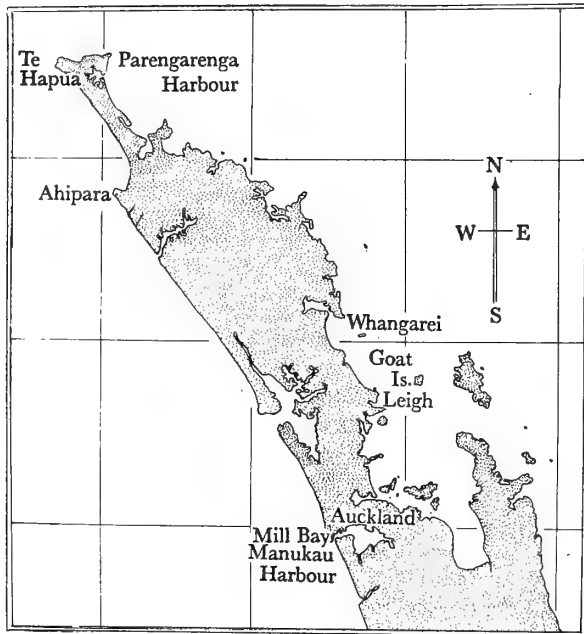 Te
Hapua
Parengarenga
Harbour
Ahipara
N
W E
S
Whangarei
Goat
Is.
Leigh
Auckland
Mill Bay
Manukau
Harbour